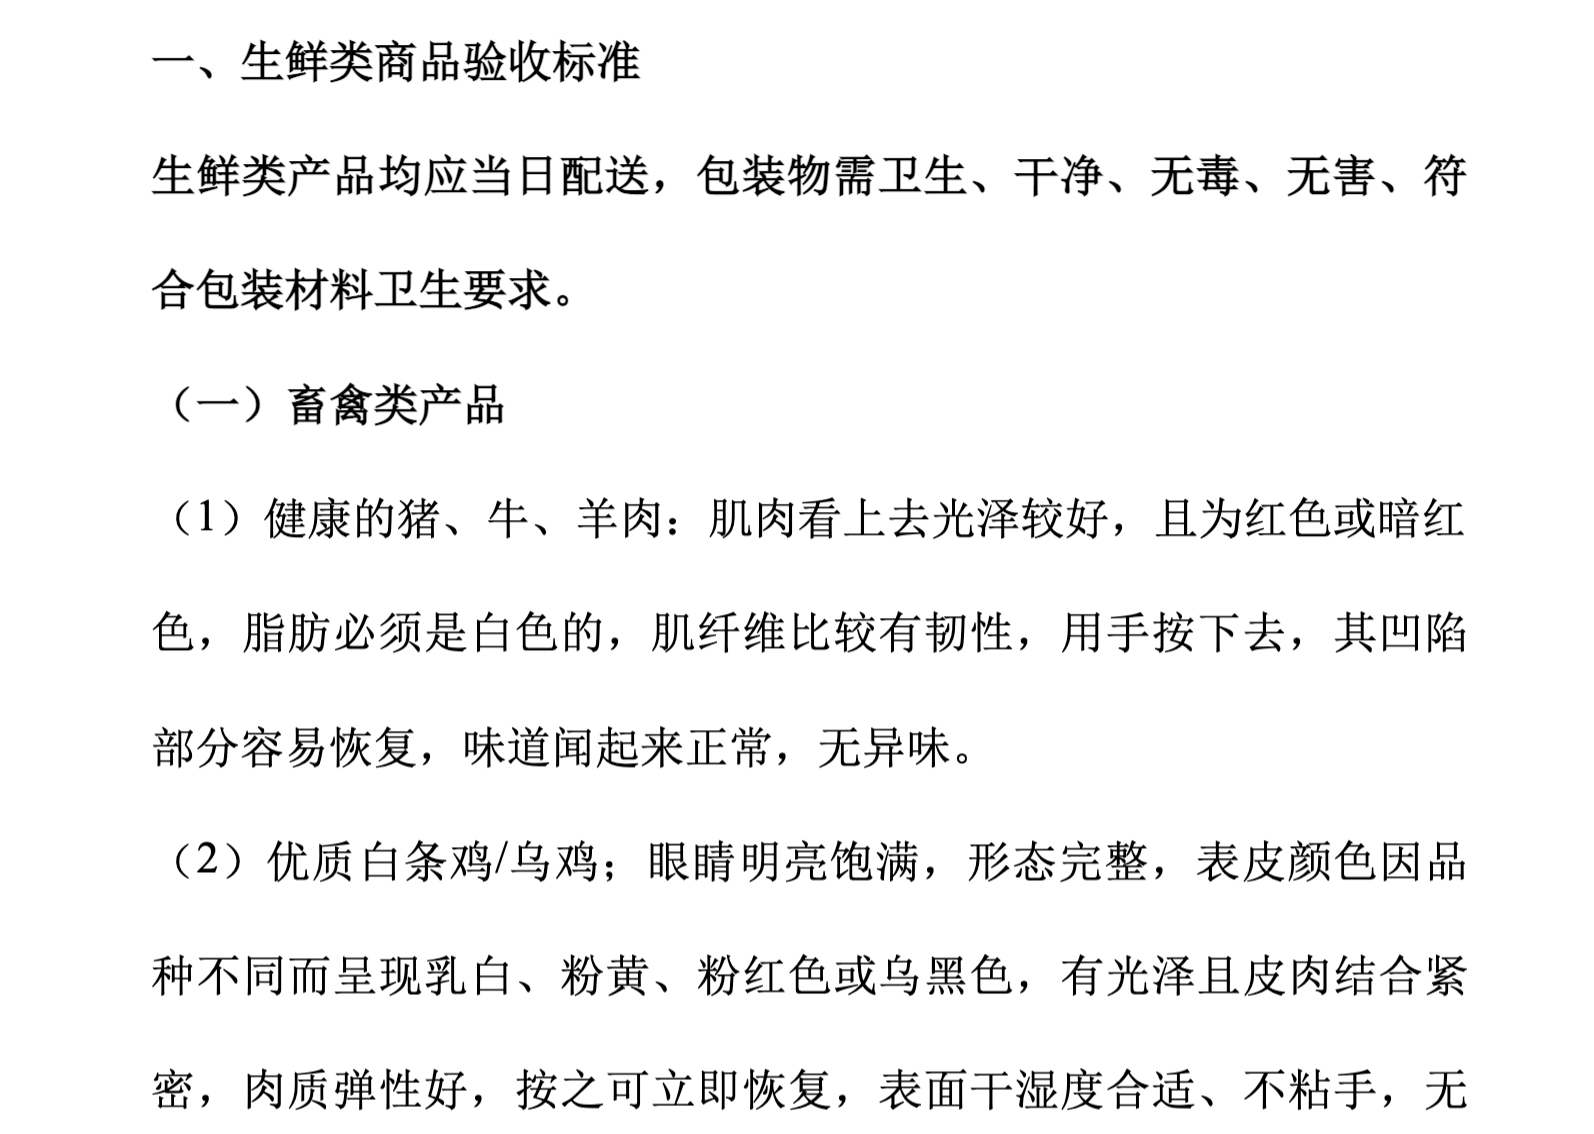 一、生鲜类商品验收标准
生鲜类产品均应当日配送，包装物需卫生、干净、无毒、无害、符
合包装材料卫生要求。
（一）畜禽类产品
（1）健康的猪、牛、羊肉：肌肉看上去光泽较好，且为红色或暗红
色，脂肪必须是白色的，肌纤维比较有韧性，用手按下去，其凹陷
部分容易恢复，味道闻起来正常，无异味。
（2）优质白条鸡/乌鸡；眼睛明亮饱满，形态完整，表皮颜色因品
种不同而呈现乳白、粉黄、粉红色或乌黑色，有光泽且皮肉结合紧
密，肉质弹性好，按之可立即恢复，表面干湿度合适、不粘手，无